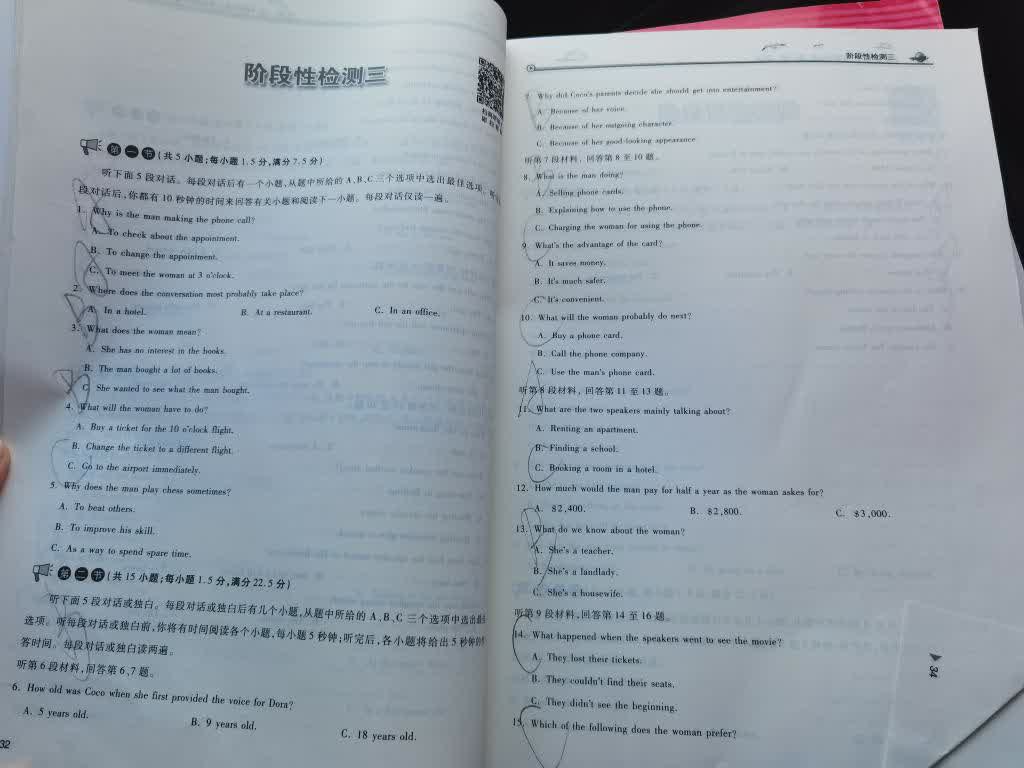 阶段性检测三
第一节(共5小题;每小题1.5分,满分7.5分)
听下面5段对话。每段对话后有一个小题,从题中所给的A、B、C三个选项中选出最佳选项。听
段对话后,你都有10秒钟的时间来回答有关小题和阅读下一小题。每段对话仅读一遍。
1. Why is the man making the phone call?
A. To check about the appointment.
B. To change the appointment.
C. To meet the woman at 3 o'clock.
2. Where does the conversation most probably take place?
A. In a hotel. B. At a restaurant. C. In an office.
3. What does the woman mean?
A. She has no interest in the books.
B. The man bought a lot of books.
C. She wanted to see what the man bought.
4. What will the woman have to do?
A. Buy a ticket for the 10 o'clock flight.
B. Change the ticket to a different flight.
C. Go to the airport immediately.
5. Why does the man play chess sometimes?
A. To beat others.
B. To improve his skill.
C. As a way to spend spare time.
第二节(共15小题;每小题1.5分,满分22.5分)
听下面5段对话或独白。每段对话或独白后有几个小题,从题中所给的A、B、C三个选项中选出最
选项。听每段对话或独白前,你将有时间阅读各个小题,每小题5秒钟;听完后,各小题将给出5秒钟的
答时间。每段对话或独白读两遍。
听第6段材料,回答第6、7题。
6. How old was Coco when she first provided the voice for Dora?
A. 5 years old. B. 9 years old. C. 18 years old.
32
阶段性检测三
7. Why did Coco's parents decide she should get into entertainment?
A. Because of her voice.
B. Because of her outgoing character.
C. Because of her good-looking appearance.
听第7段材料,回答第8至10题。
8. What is the man doing?
A. Selling phone cards.
B. Explaining how to use the phone.
C. Charging the woman for using the phone.
9. What's the advantage of the card?
A. It saves money.
B. It's much safer.
C. It's convenient.
10. What will the woman probably do next?
A. Buy a phone card.
B. Call the phone company.
C. Use the man's phone card.
听第8段材料,回答第11至13题。
11. What are the two speakers mainly talking about?
A. Renting an apartment.
B. Finding a school.
C. Booking a room in a hotel.
12. How much would the man pay for half a year as the woman askes for?
A. $2,400. B. $2,800. C. $3,000.
13. What do we know about the woman?
A. She's a teacher.
B. She's a landlady.
C. She's a housewife.
听第9段材料,回答第14至16题。
14. What happened when the speakers went to see the movie?
A. They lost their tickets.
B. They couldn't find their seats.
C. They didn't see the beginning.
15. Which of the following does the woman prefer?
34